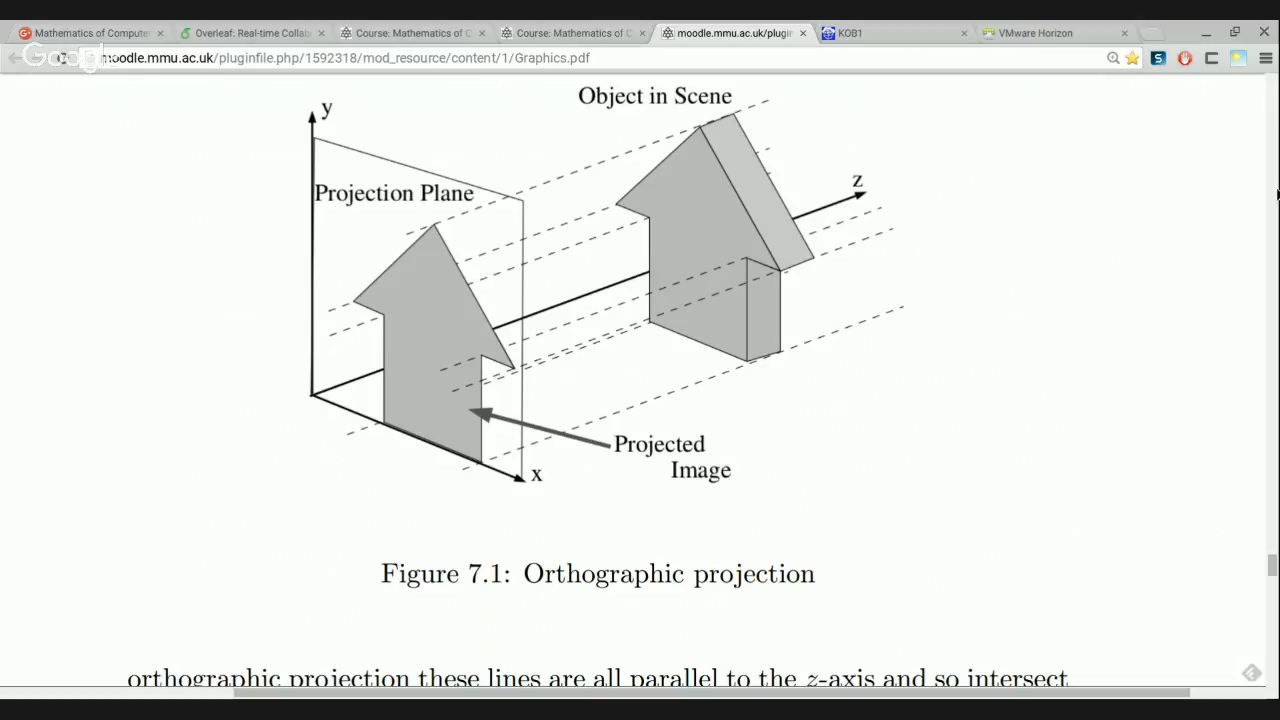 Mathematics of Computer
Overleaf: Real-time Collab
Course: Mathematics of C
Course: Mathematics of C
moodle.mmu.ac.uk/plugin
KOB1
VMware Horizon
Google
moodle.mmu.ac.uk/pluginfile.php/1592318/mod_resource/content/1/Graphics.pdf
Object in Scene
y
z
Projection Plane
Projected
Image
x
Figure 7.1: Orthographic projection
orthographic projection these lines are all parallel to the z-axis and so intersect